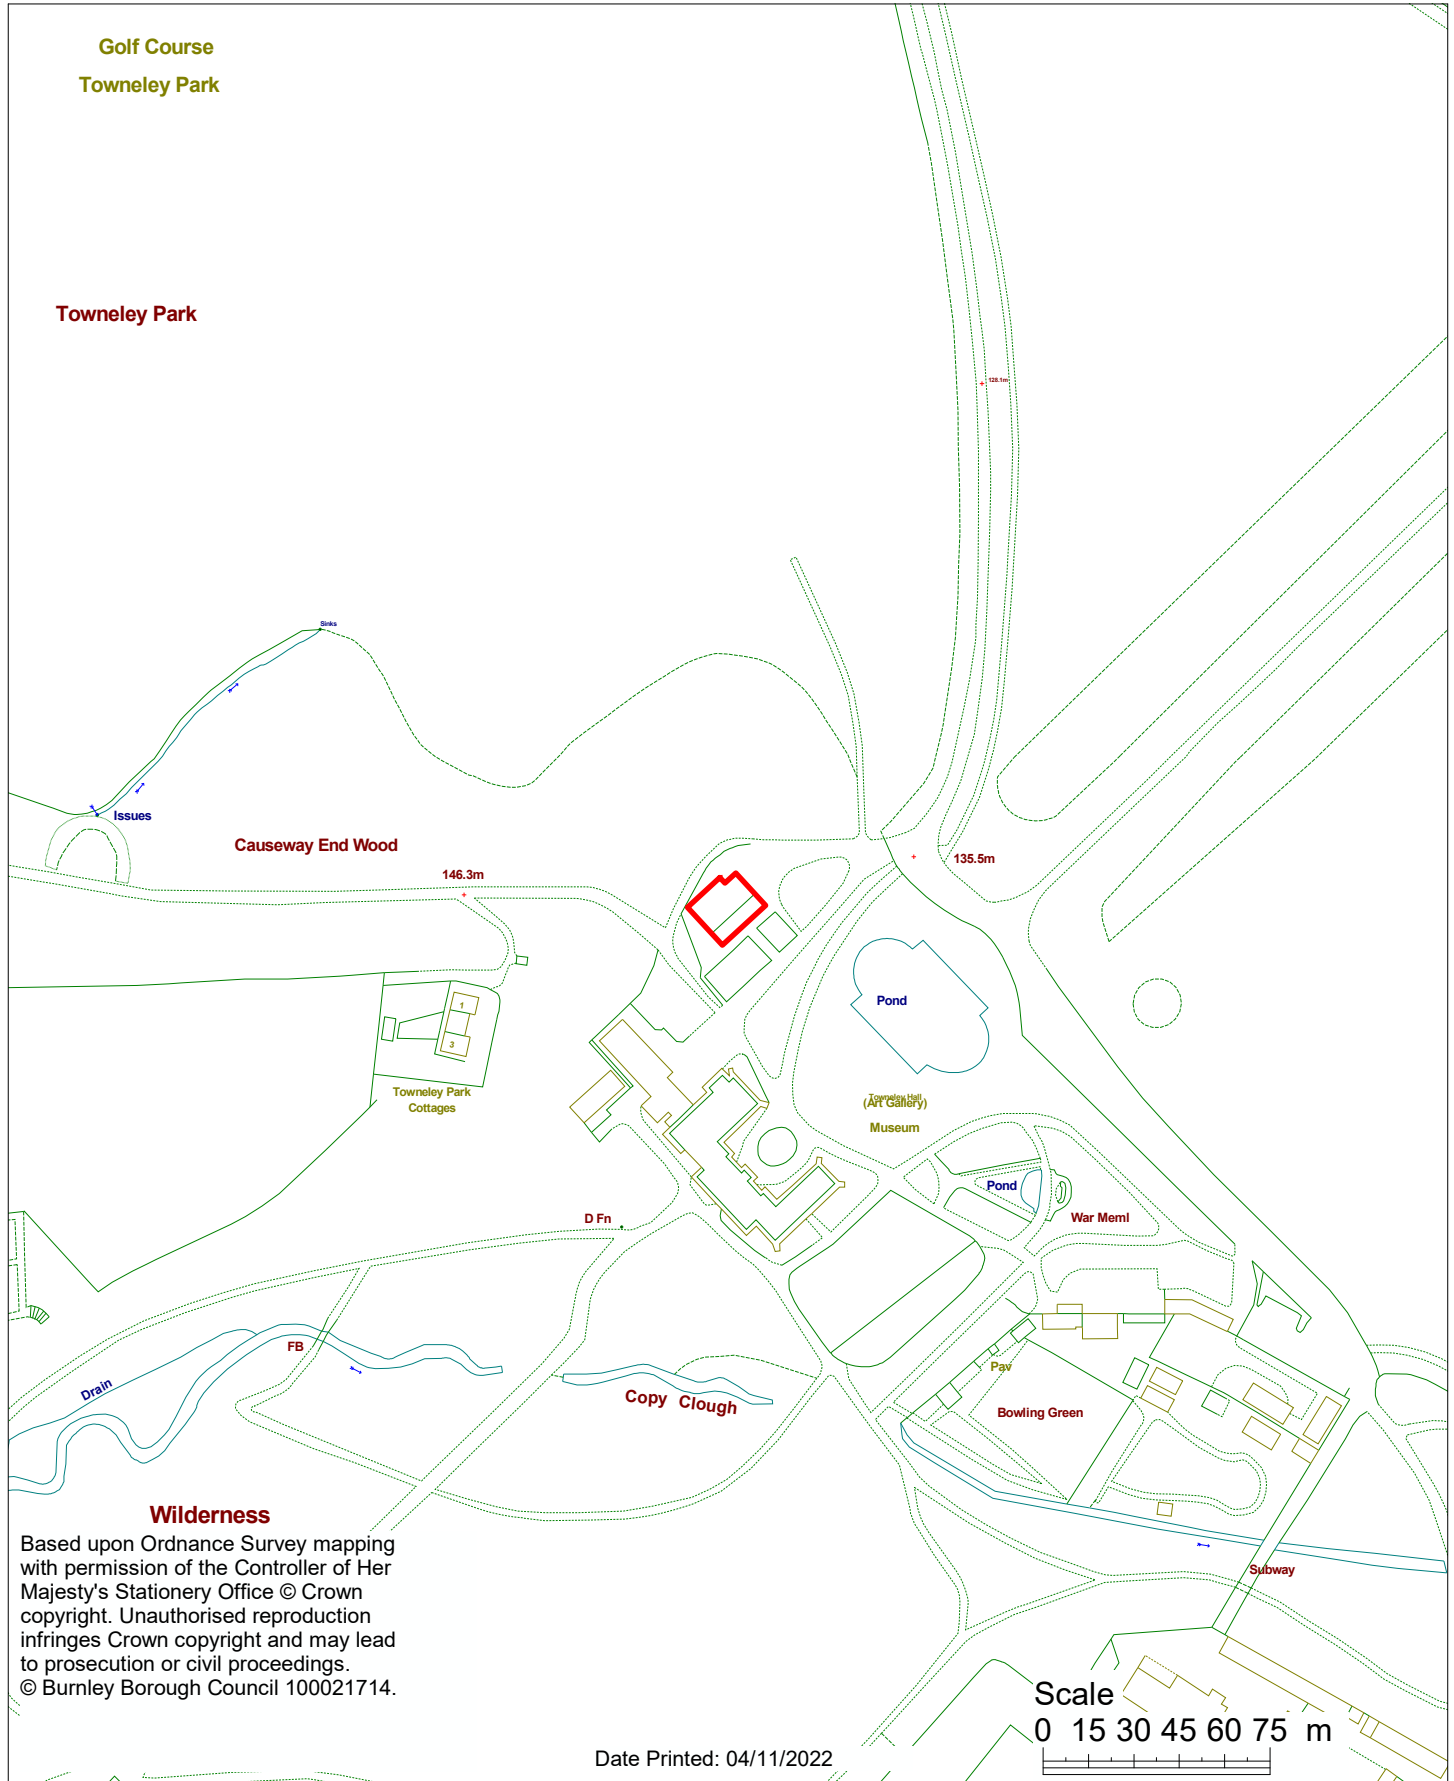 Golf Course
Towneley Park
Towneley Park
128.1m
Sinks
Issues
Causeway End Wood
146.3m
135.5m
Pond
1
3
Towneley Park
Cottages
Towneley Hall
(Art Gallery)
Museum
Pond
War Meml
D Fn
FB
Drain
Copy Clough
Pav
Bowling Green
Wilderness
Based upon Ordnance Survey mapping
with permission of the Controller of Her
Majesty's Stationery Office © Crown
copyright. Unauthorised reproduction
infringes Crown copyright and may lead
to prosecution or civil proceedings.
© Burnley Borough Council 100021714.
Subway
Scale
0 15 30 45 60 75 m
Date Printed: 04/11/2022